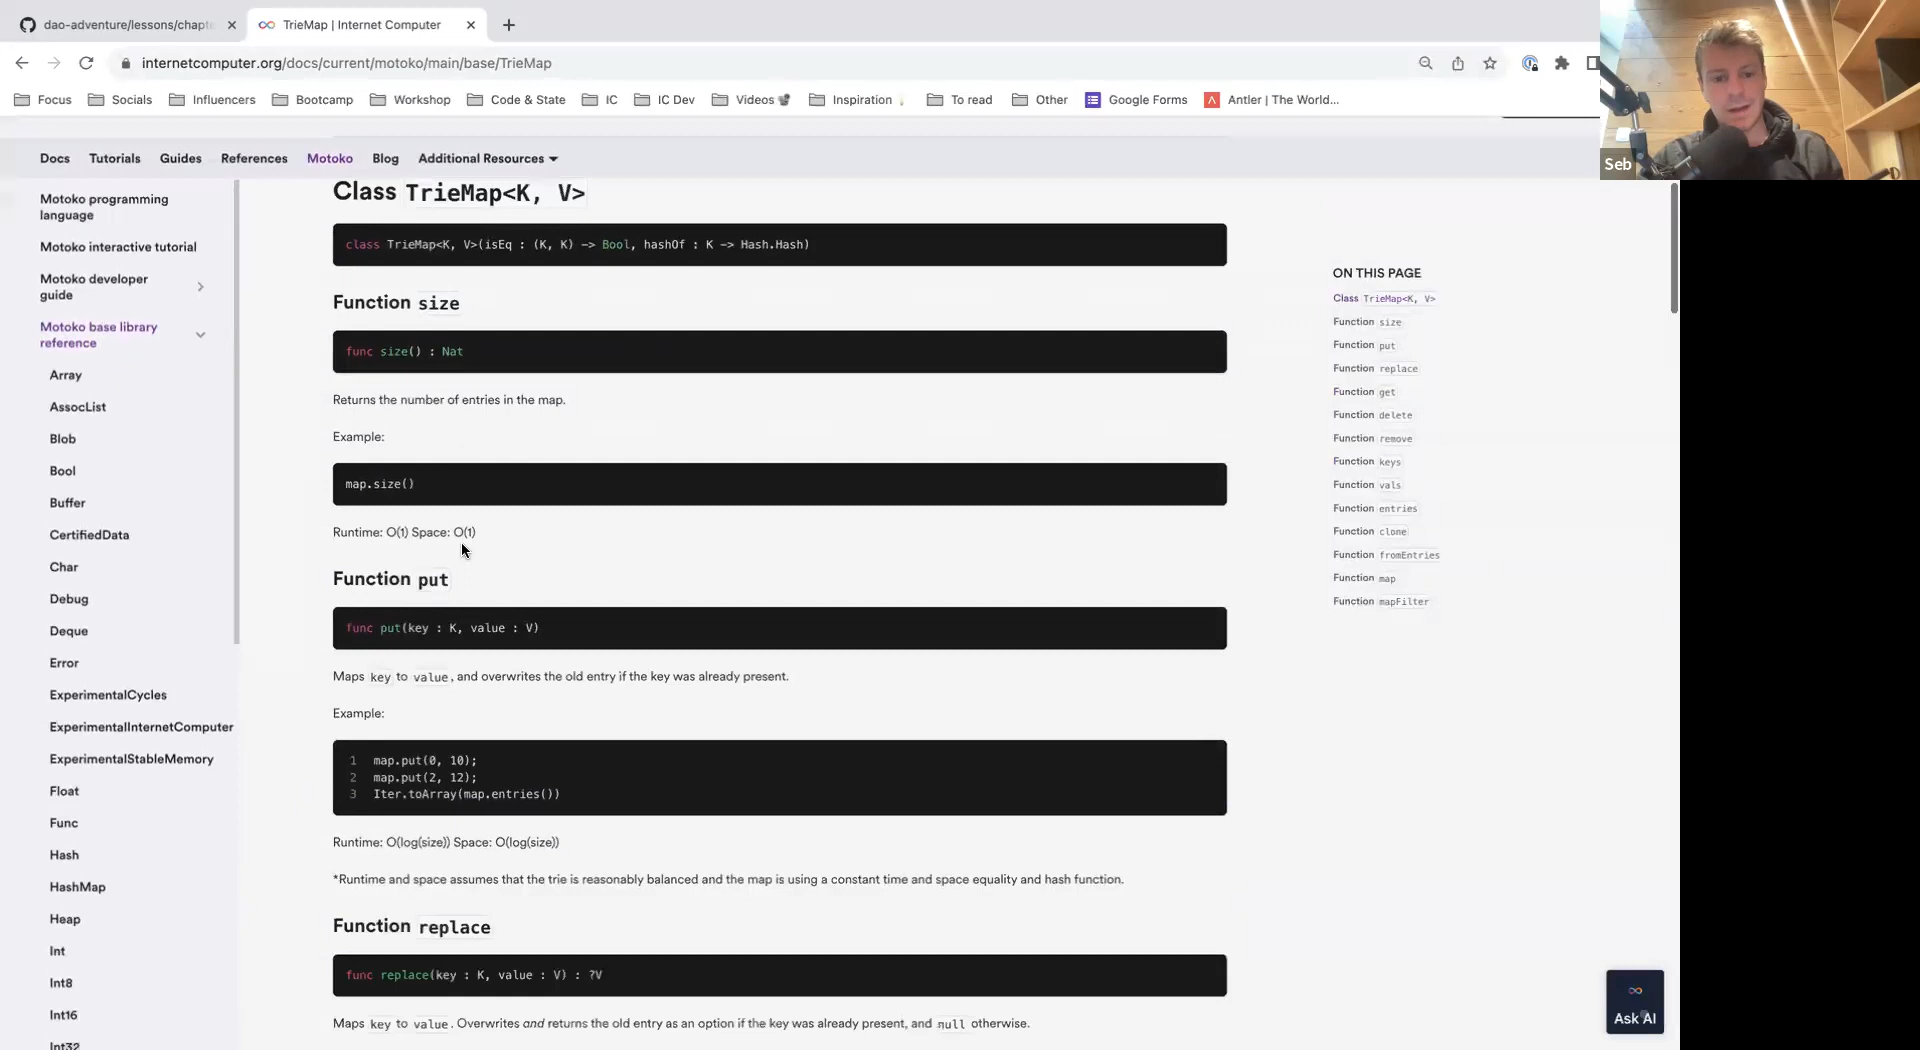 dao-adventure/lessons/chapt
TrieMap | Internet Computer
internetcomputer.org/docs/current/motoko/main/base/TrieMap
Focus
Socials
Influencers
Bootcamp
Workshop
Code & State
IC
IC Dev
Videos
Inspiration
To read
Other
Google Forms
Antler | The World...
Seb
Docs
Tutorials
Guides
References
Motoko
Blog
Additional Resources
Motoko programming
language
Motoko interactive tutorial
Motoko developer
guide
Motoko base library
reference
Array
AssocList
Blob
Bool
Buffer
CertifiedData
Char
Debug
Deque
Error
ExperimentalCycles
ExperimentalInternetComputer
ExperimentalStableMemory
Float
Func
Hash
HashMap
Heap
Int
Int8
Int16
Int32
Class TrieMap<K, V>
class TrieMap<K, V>(isEq : (K, K) -> Bool, hashOf : K -> Hash.Hash)
Function size
func size() : Nat
Returns the number of entries in the map.
Example:
map.size()
Runtime: O(1) Space: O(1)
Function put
func put(key : K, value : V)
Maps key to value, and overwrites the old entry if the key was already present.
Example:
1 map.put(0, 10);
2 map.put(2, 12);
3 Iter.toArray(map.entries())
Runtime: O(log(size)) Space: O(log(size))
*Runtime and space assumes that the trie is reasonably balanced and the map is using a constant time and space equality and hash function.
Function replace
func replace(key : K, value : V) : ?V
Maps key to value. Overwrites and returns the old entry as an option if the key was already present, and null otherwise.
ON THIS PAGE
Class TrieMap<K, V>
Function size
Function put
Function replace
Function get
Function delete
Function remove
Function keys
Function vals
Function entries
Function clone
Function fromEntries
Function map
Function mapFilter
Ask AI